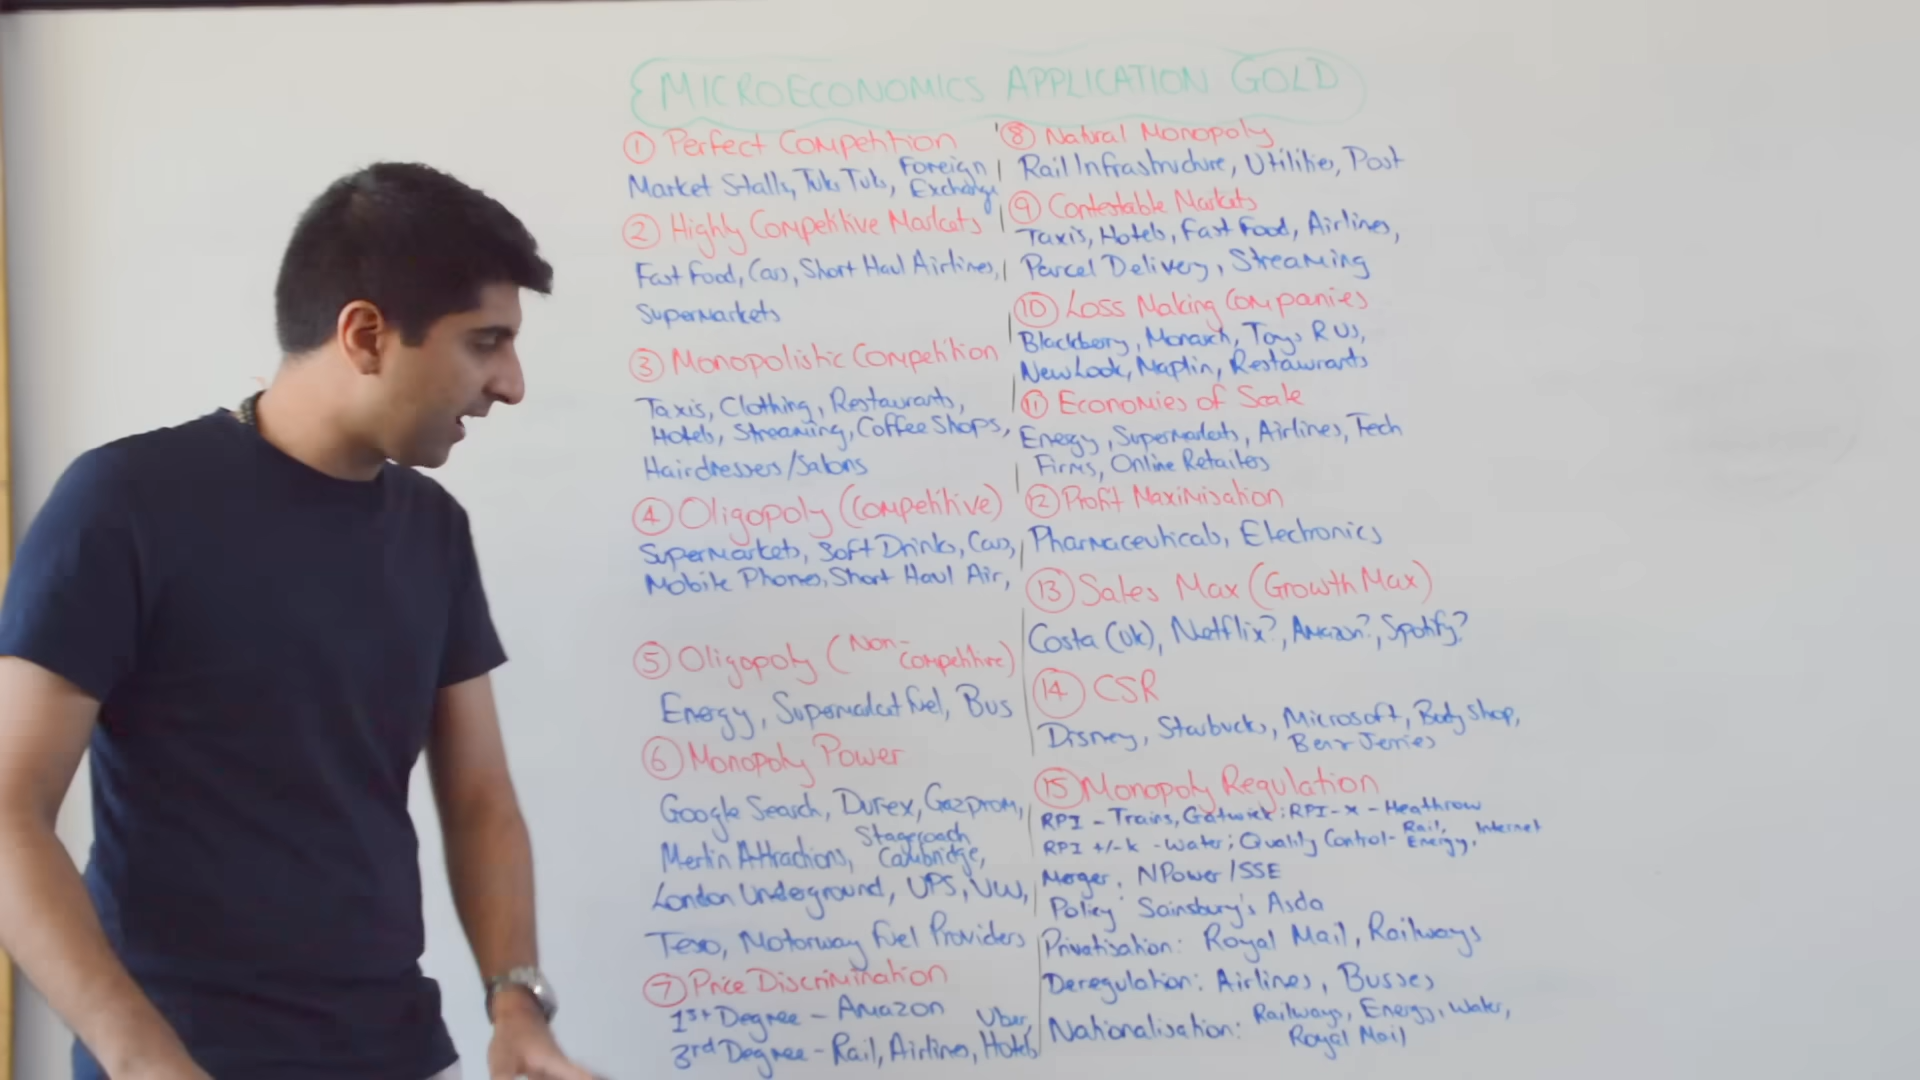 MICROECONOMICS APPLICATION GOLD
① Perfect Competition
Market Stalls, Tuk Tuks, Foreign Exchange
② Highly Competitive Markets
Fast Food, Cars, Short Haul Airlines,
Supermarkets
③ Monopolistic Competition
Taxis, Clothing, Restaurants,
Hotels, Streaming, Coffee Shops,
Hairdressers/Salons
④ Oligopoly (Competitive)
Supermarkets, Soft Drinks, Cars,
Mobile Phones, Short Haul Air,
⑤ Oligopoly (Non-competitive)
Energy, Supermarket fuel, Bus
⑥ Monopoly Power
Google Search, Durex, Gazprom,
Merlin Attractions, Stagecoach Cambridge,
London Underground, UPS, VW,
Tesco, Motorway Fuel Providers
⑦ Price Discrimination
1st Degree - Amazon
3rd Degree - Rail, Airlines, Hotels Uber,
⑧ Natural Monopoly
Rail Infrastructure, Utilities, Post
⑨ Contestable Markets
Taxis, Hotels, Fast Food, Airlines,
Parcel Delivery, Streaming
⑩ Loss Making Companies
Blackberry, Monarch, Toys R Us,
New Look, Maplin, Restaurants
⑪ Economies of Scale
Energy, Supermarkets, Airlines, Tech
Firms, Online Retailers
⑫ Profit Maximisation
Pharmaceuticals, Electronics
⑬ Sales Max (Growth Max)
Costa (UK), Netflix?, Amazon?, Spotify?
⑭ CSR
Disney, Starbucks, Microsoft, Body Shop,
Ben & Jerries
⑮ Monopoly Regulation
RPI - Trains, Gatwick; RPI-X - Heathrow
RPI +/-K - Water; Quality Control - Rail, Energy, Internet
Merger Policy: NPower/SSE
Sainsbury's Asda
Privatisation: Royal Mail, Railways
Deregulation: Airlines, Busses
Nationalisation: Railways, Energy, Water,
Royal Mail